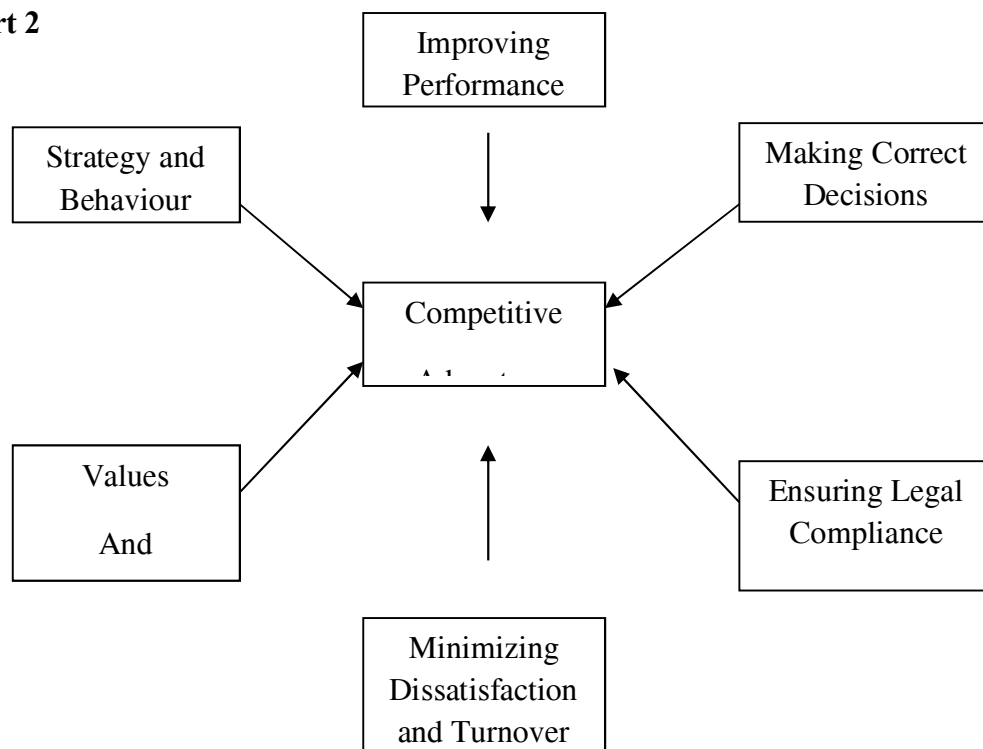 rt 2
Improving
Performance
Strategy and
Behaviour
Making Correct
Decisions
Competitive
Values
And
Ensuring Legal
Compliance
Minimizing
Dissatisfaction
and Turnover